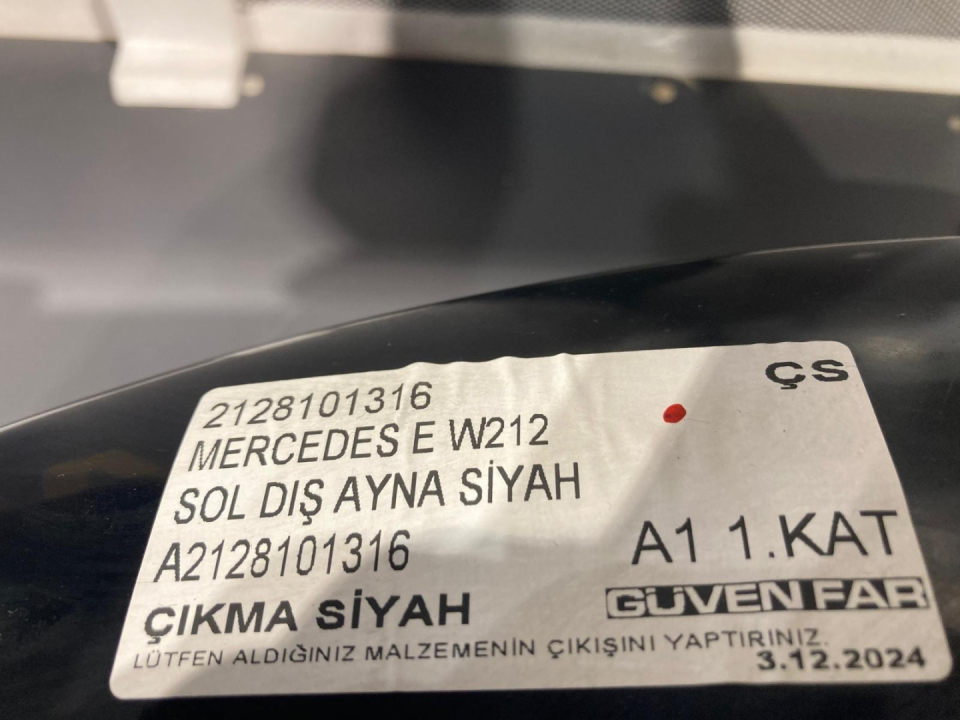 ÇS
2128101316
MERCEDES E W212
SOL DIŞ AYNA SİYAH
A2128101316
A1 1.KAT
ÇIKMA SİYAH
GÜVEN FAR
LÜTFEN ALDIĞINIZ MALZEMENİN ÇIKIŞINI YAPTIRINIZ.
3.12.2024